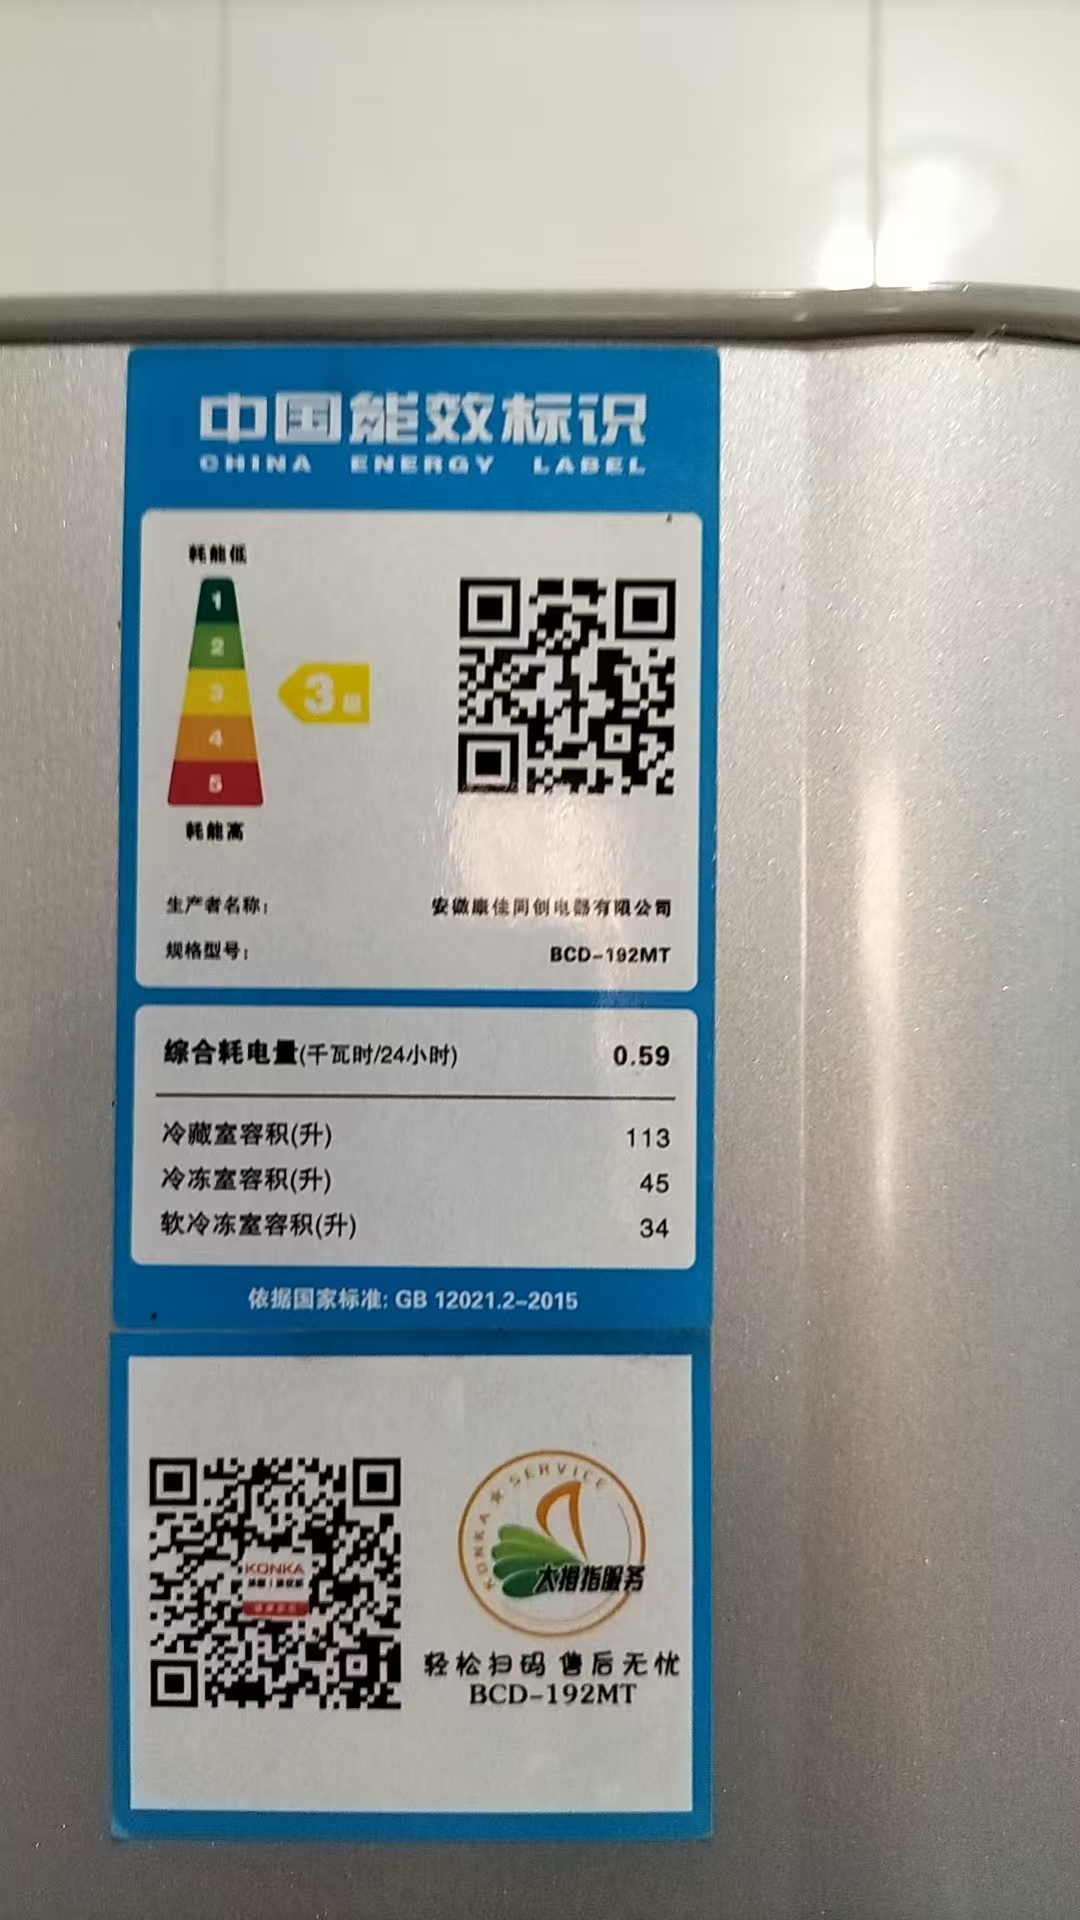 中国能效标识
CHINA ENERGY LABEL
耗能低
1
2
3
4
5
3级
耗能高
生产者名称: 安徽康佳同创电器有限公司
规格型号: BCD-192MT
综合耗电量(千瓦时/24小时) 0.59
冷藏室容积(升) 113
冷冻室容积(升) 45
软冷冻室容积(升) 34
依据国家标准: GB 12021.2-2015
KONKA
KONKA ★ SERVICE
大拇指服务
轻松扫码 售后无忧
BCD-192MT